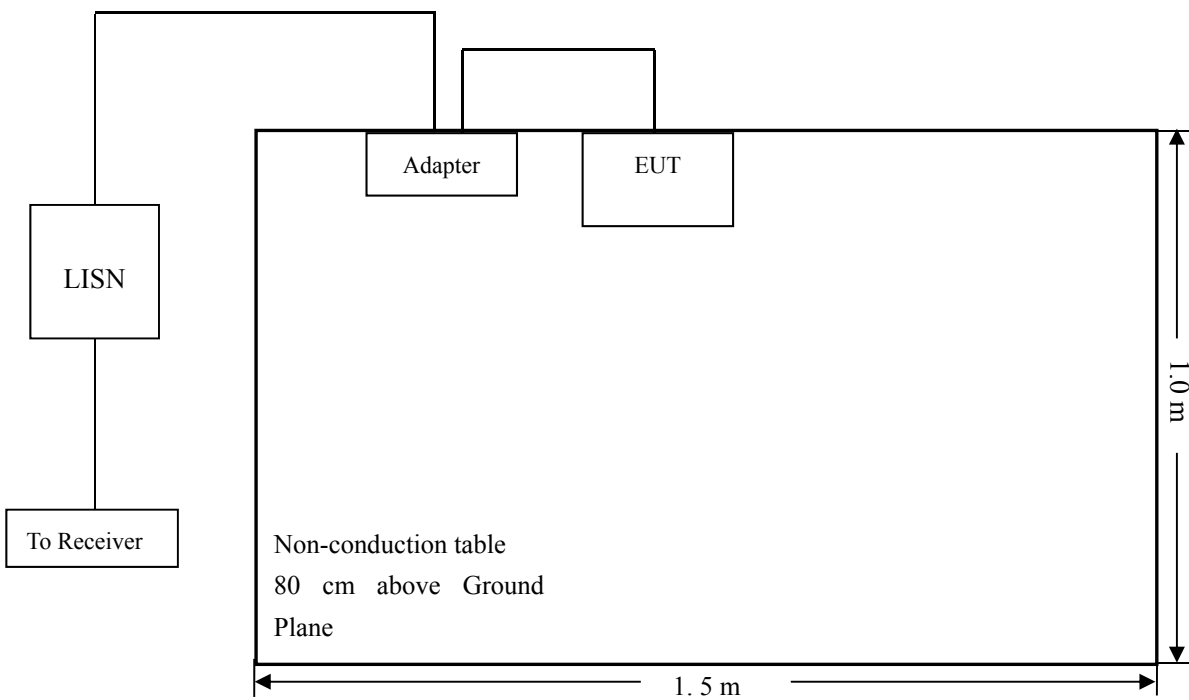 Adapter
EUT
LISN
1.0 m
To Receiver
Non-conduction table
80 cm above Ground
Plane
1. 5 m